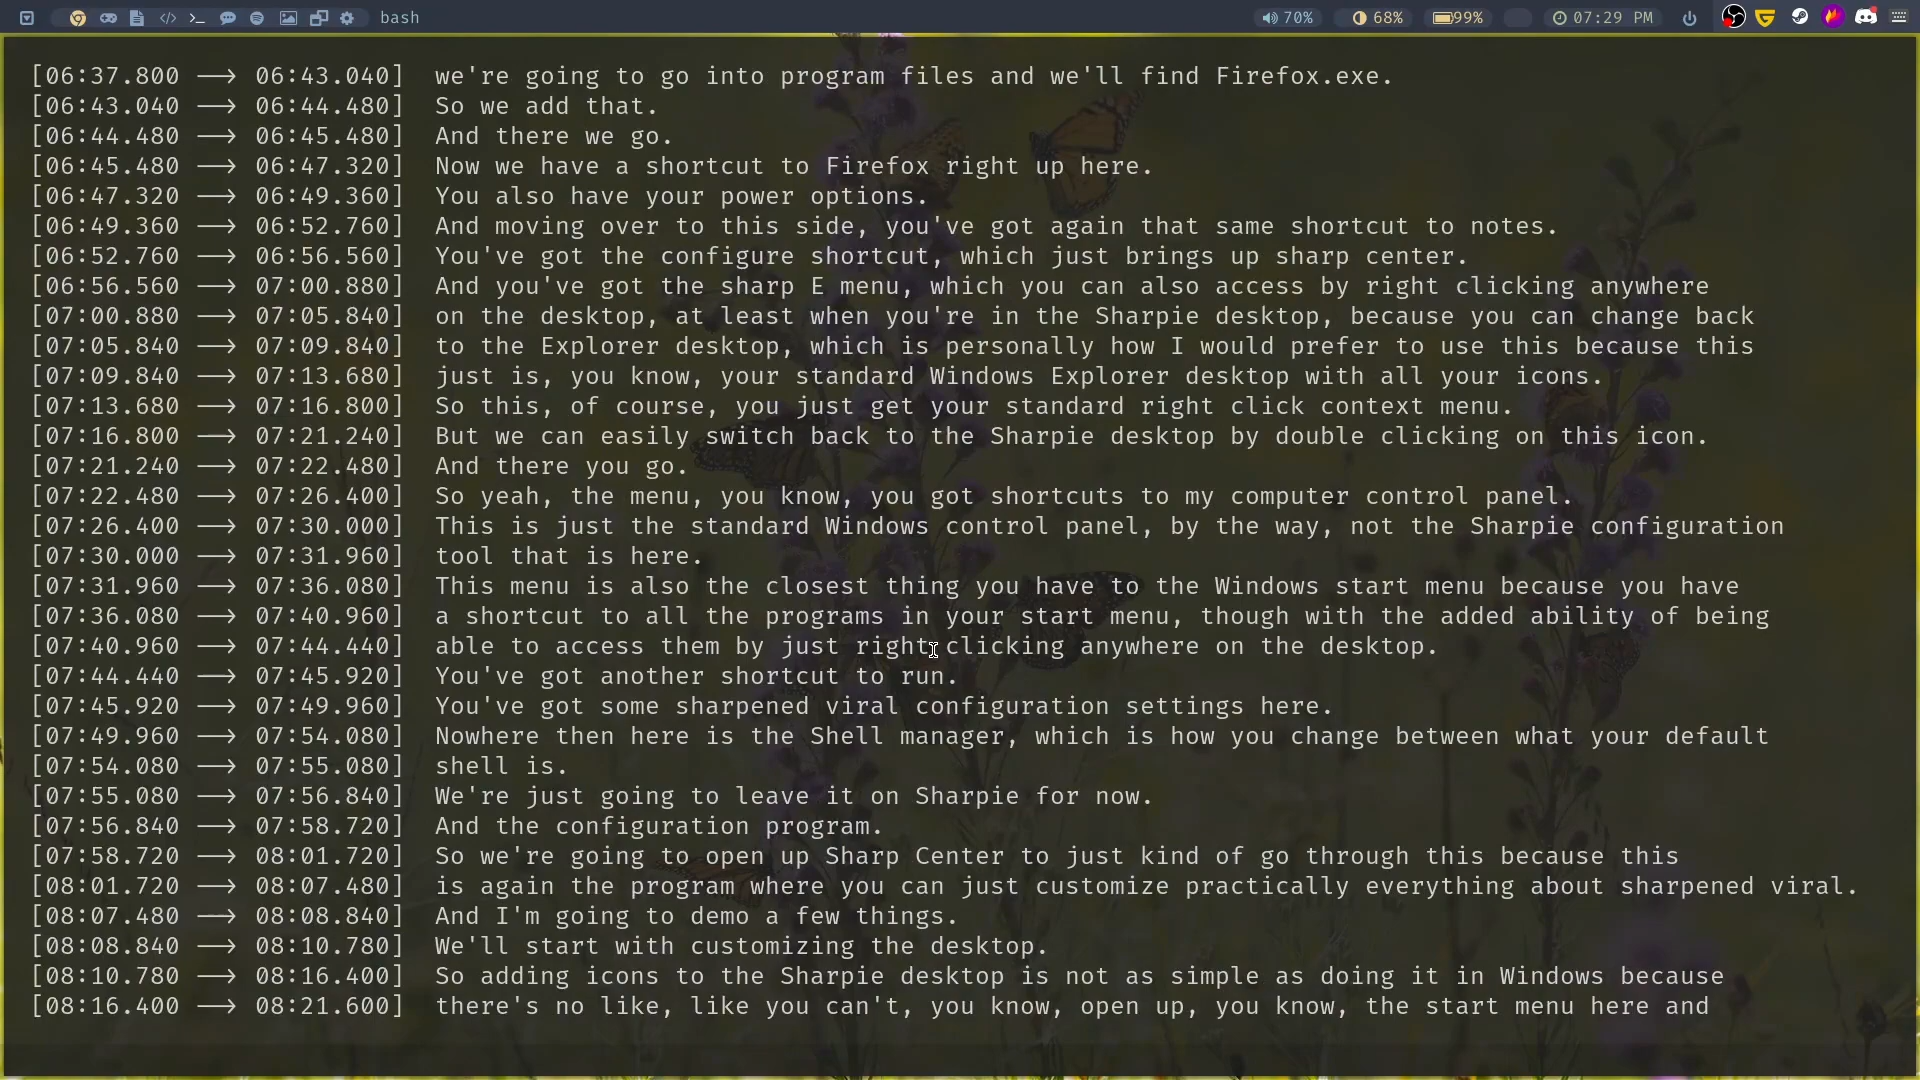 bash 70% 68% 99% 07:29 PM
[06:37.800 --> 06:43.040] we're going to go into program files and we'll find Firefox.exe.
[06:43.040 --> 06:44.480] So we add that.
[06:44.480 --> 06:45.480] And there we go.
[06:45.480 --> 06:47.320] Now we have a shortcut to Firefox right up here.
[06:47.320 --> 06:49.360] You also have your power options.
[06:49.360 --> 06:52.760] And moving over to this side, you've got again that same shortcut to notes.
[06:52.760 --> 06:56.560] You've got the configure shortcut, which just brings up sharp center.
[06:56.560 --> 07:00.880] And you've got the sharp E menu, which you can also access by right clicking anywhere
[07:00.880 --> 07:05.840] on the desktop, at least when you're in the Sharpie desktop, because you can change back
[07:05.840 --> 07:09.840] to the Explorer desktop, which is personally how I would prefer to use this because this
[07:09.840 --> 07:13.680] just is, you know, your standard Windows Explorer desktop with all your icons.
[07:13.680 --> 07:16.800] So this, of course, you just get your standard right click context menu.
[07:16.800 --> 07:21.240] But we can easily switch back to the Sharpie desktop by double clicking on this icon.
[07:21.240 --> 07:22.480] And there you go.
[07:22.480 --> 07:26.400] So yeah, the menu, you know, you got shortcuts to my computer control panel.
[07:26.400 --> 07:30.000] This is just the standard Windows control panel, by the way, not the Sharpie configuration
[07:30.000 --> 07:31.960] tool that is here.
[07:31.960 --> 07:36.080] This menu is also the closest thing you have to the Windows start menu because you have
[07:36.080 --> 07:40.960] a shortcut to all the programs in your start menu, though with the added ability of being
[07:40.960 --> 07:44.440] able to access them by just right clicking anywhere on the desktop.
[07:44.440 --> 07:45.920] You've got another shortcut to run.
[07:45.920 --> 07:49.960] You've got some sharpened viral configuration settings here.
[07:49.960 --> 07:54.080] Nowhere then here is the Shell manager, which is how you change between what your default
[07:54.080 --> 07:55.080] shell is.
[07:55.080 --> 07:56.840] We're just going to leave it on Sharpie for now.
[07:56.840 --> 07:58.720] And the configuration program.
[07:58.720 --> 08:01.720] So we're going to open up Sharp Center to just kind of go through this because this
[08:01.720 --> 08:07.480] is again the program where you can just customize practically everything about sharpened viral.
[08:07.480 --> 08:08.840] And I'm going to demo a few things.
[08:08.840 --> 08:10.780] We'll start with customizing the desktop.
[08:10.780 --> 08:16.400] So adding icons to the Sharpie desktop is not as simple as doing it in Windows because
[08:16.400 --> 08:21.600] there's no like, like you can't, you know, open up, you know, the start menu here and